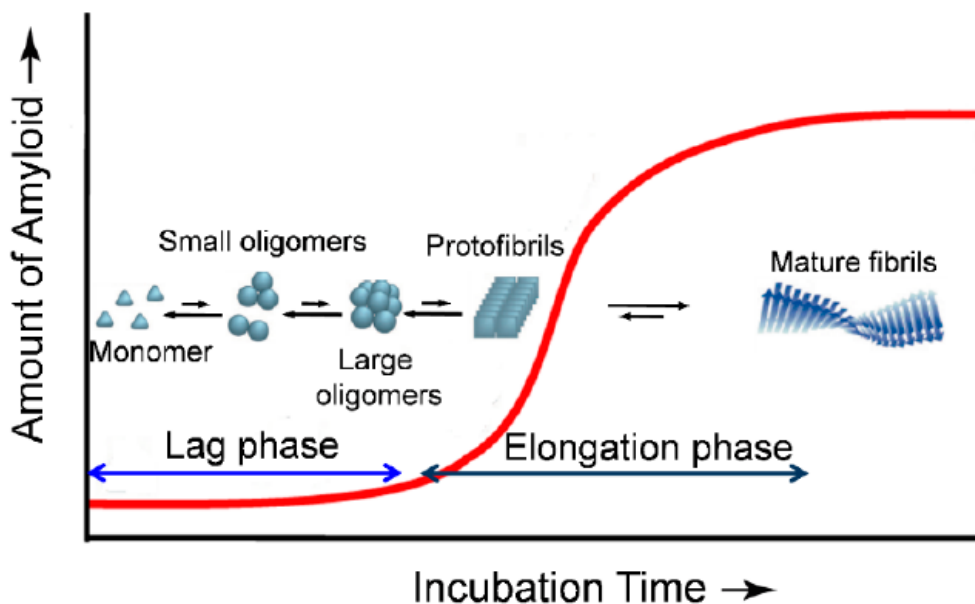 Amount of Amyloid
Small oligomers
Protofibrils
Mature fibrils
Monomer
Large
oligomers
Lag phase
Elongation phase
Incubation Time